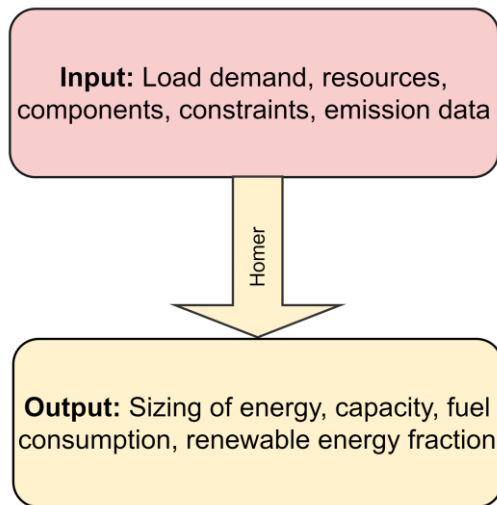 Input: Load demand, resources,
components, constraints, emission data
Homer
Output: Sizing of energy, capacity, fuel
consumption, renewable energy fraction